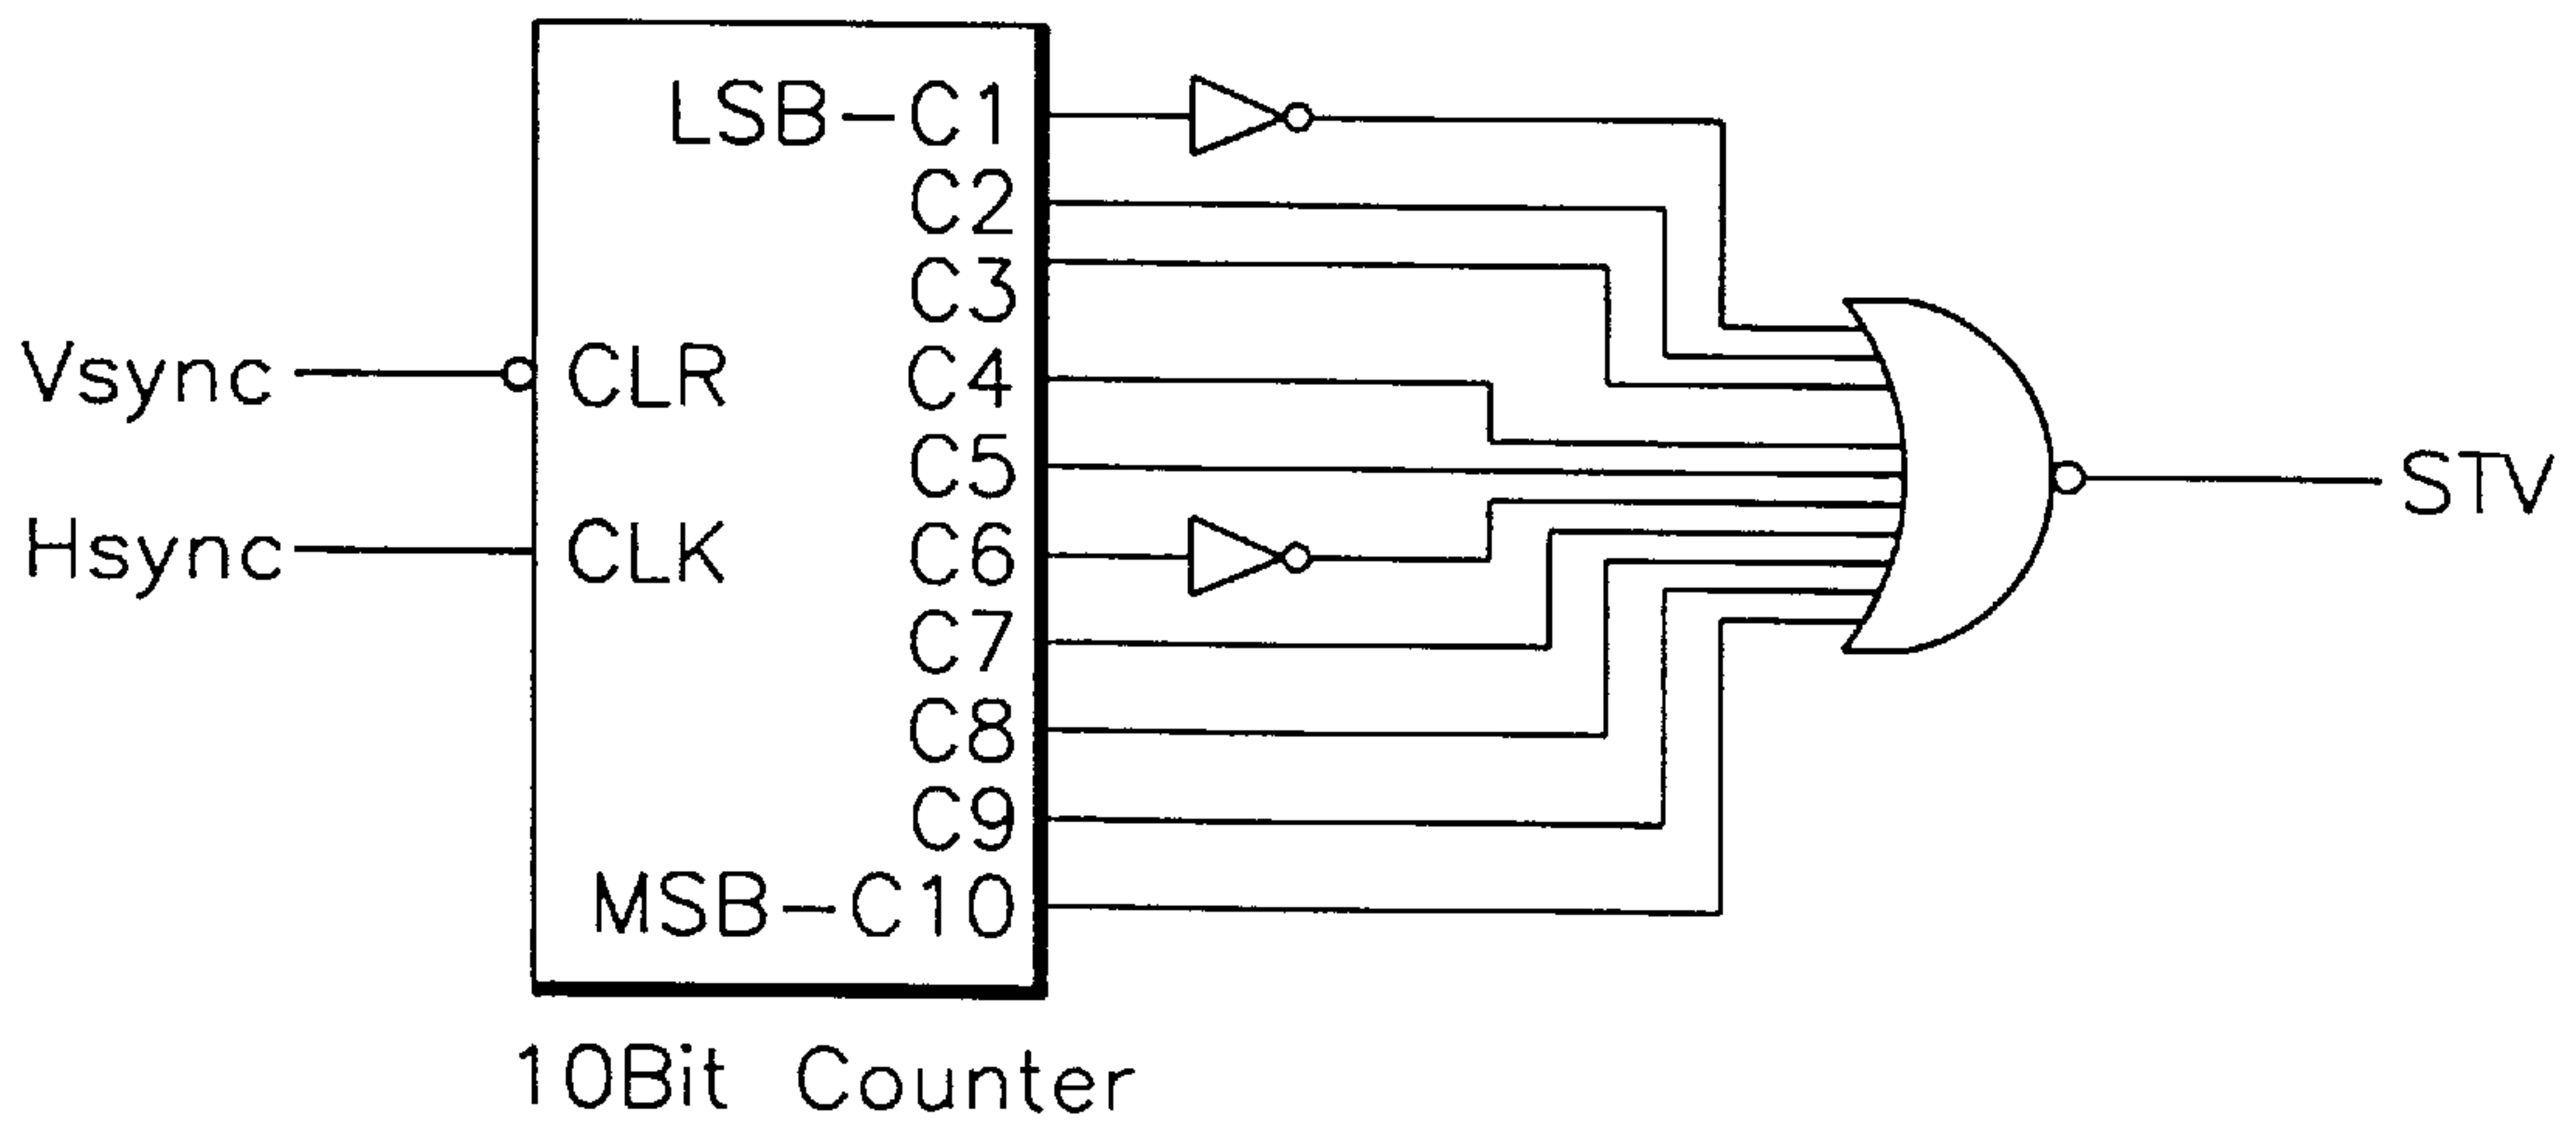 LSB-C1
C2
C3
Vsync CLR C4
C5
STV
Hsync CLK C6
C7
C8
C9
MSB-C10
10Bit Counter